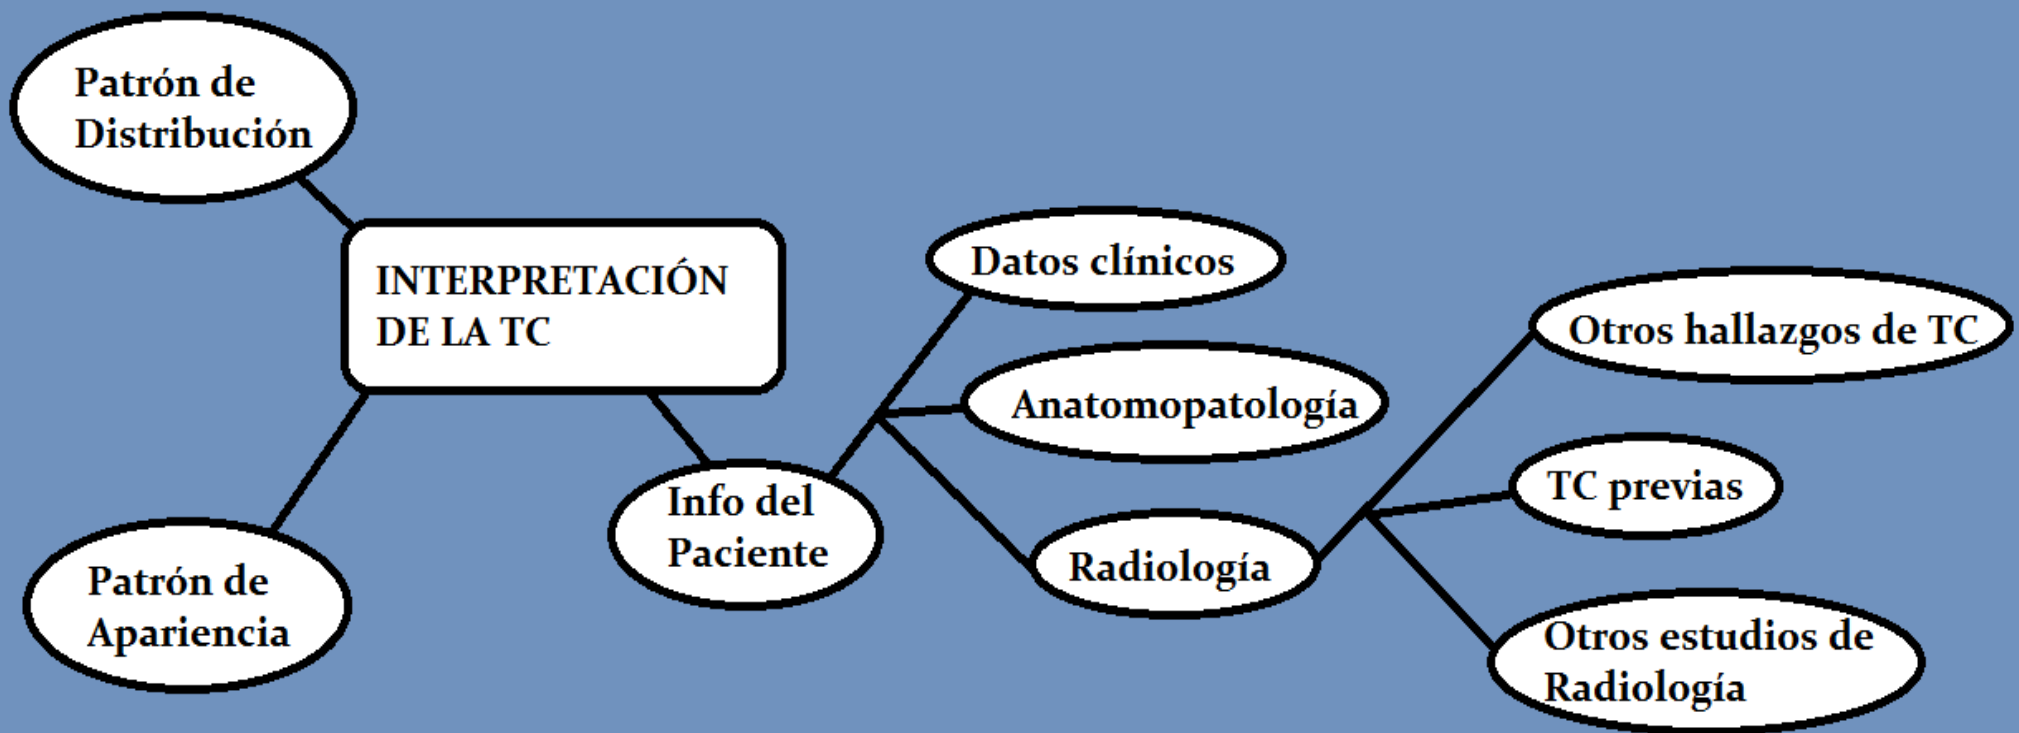 Patrón de
Distribución
INTERPRETACIÓN
DE LA TC
Patrón de
Apariencia
Info del
Paciente
Datos clínicos
Anatomopatología
Radiología
Otros hallazgos de TC
TC previas
Otros estudios de
Radiología